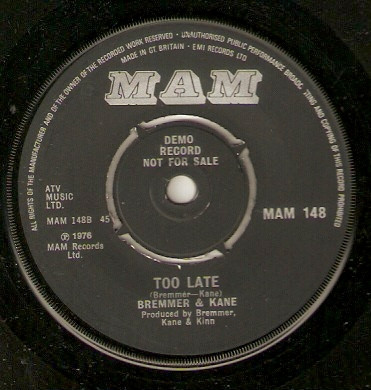 ALL RIGHTS OF THE MANUFACTURER AND OF THE OWNER OF THE RECORDED WORK RESERVED · UNAUTHORISED PUBLIC PERFORMANCE BROADCASTING AND COPYING OF THIS RECORD PROHIBITED
MADE IN GT BRITAIN · EMI RECORDS LTD
MAM
DEMO
RECORD
NOT FOR SALE
ATV
MUSIC
LTD.
MAM 148B 45
MAM 148
℗ 1976
MAM Records
Ltd.
TOO LATE
(Bremmer—Kane)
BREMMER & KANE
Produced by Bremmer,
Kane & Kinn